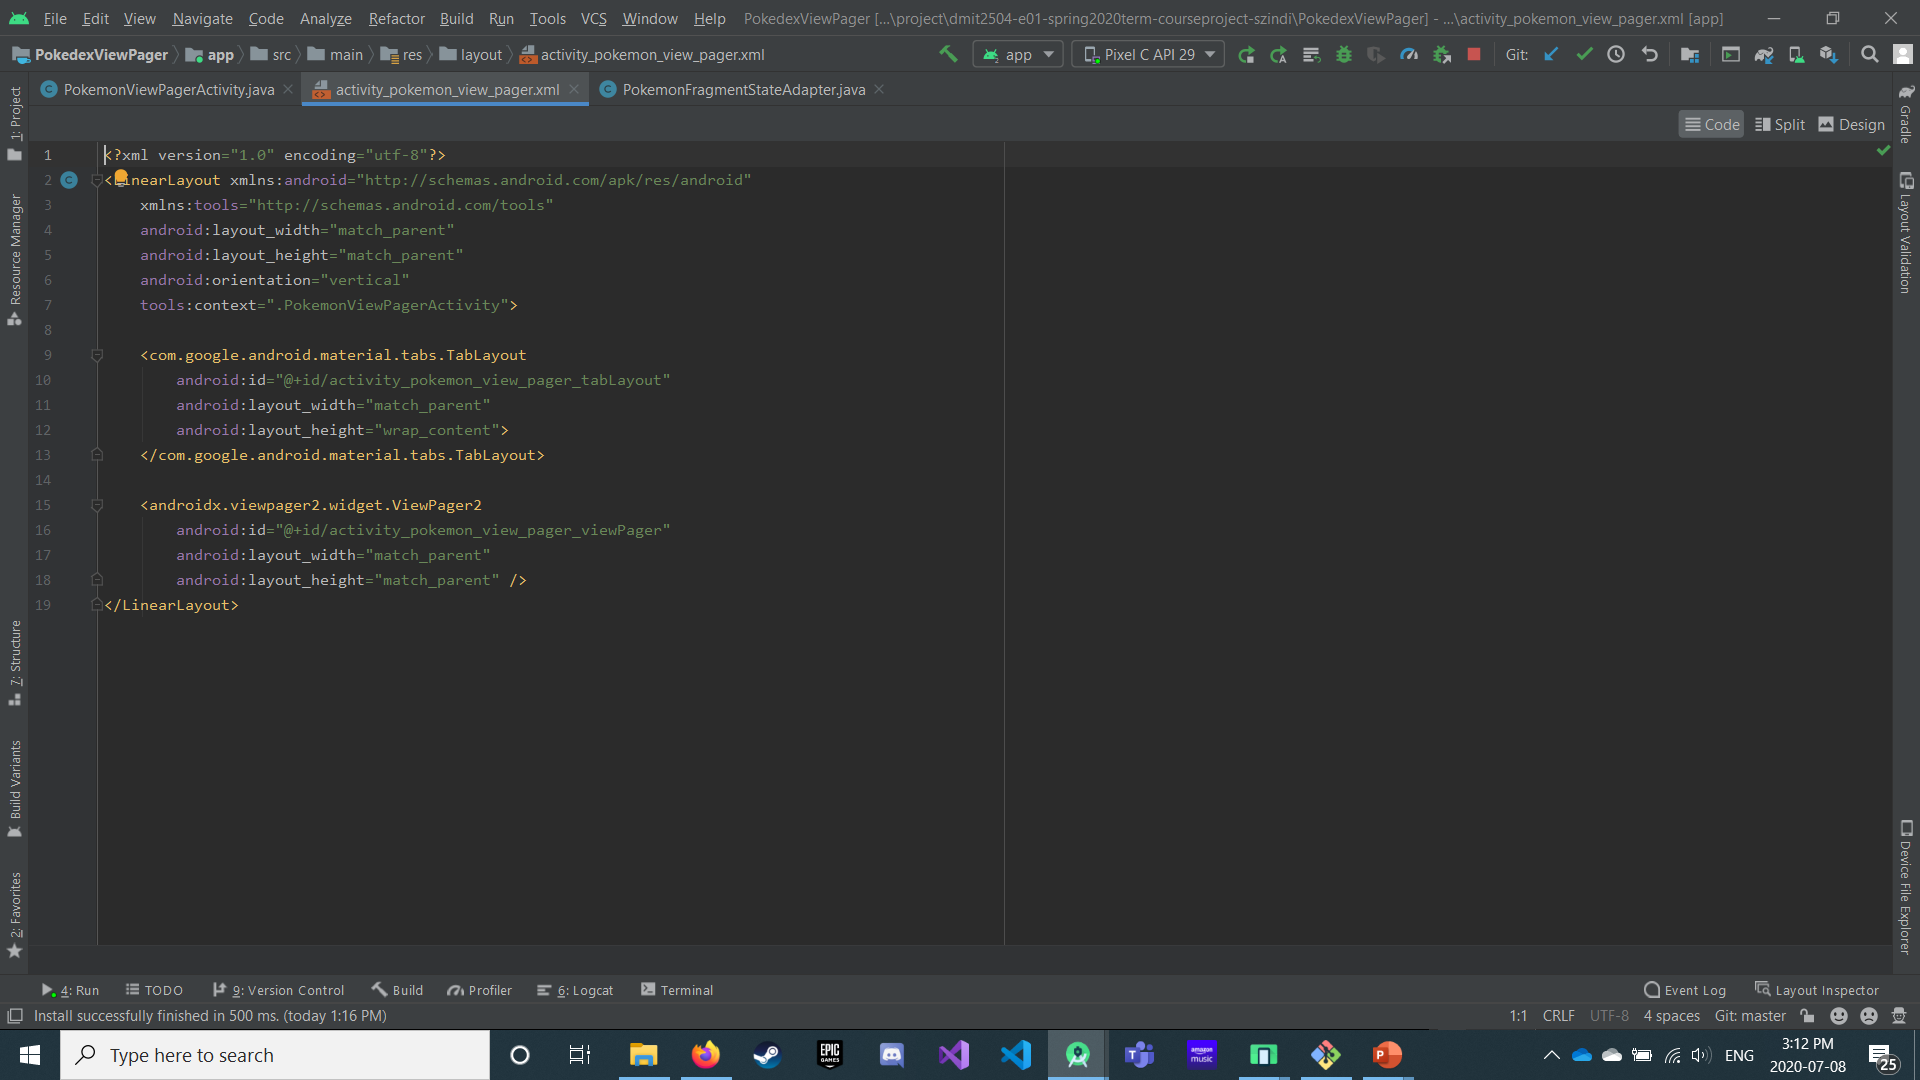 File Edit View Navigate Code Analyze Refactor Build Run Tools VCS Window Help PokedexViewPager [...\project\dmit2504-e01-spring2020term-courseproject-szindi\PokedexViewPager] - ...\activity_pokemon_view_pager.xml [app]
PokedexViewPager app src main res layout activity_pokemon_view_pager.xml app Pixel C API 29 Git:
PokemonViewPagerActivity.java activity_pokemon_view_pager.xml PokemonFragmentStateAdapter.java
Code Split Design
1: Project
Resource Manager
7: Structure
Build Variants
2: Favorites
1 <?xml version="1.0" encoding="utf-8"?>
2 <LinearLayout xmlns:android="http://schemas.android.com/apk/res/android"
3 xmlns:tools="http://schemas.android.com/tools"
4 android:layout_width="match_parent"
5 android:layout_height="match_parent"
6 android:orientation="vertical"
7 tools:context=".PokemonViewPagerActivity">
8
9 <com.google.android.material.tabs.TabLayout
10 android:id="@+id/activity_pokemon_view_pager_tabLayout"
11 android:layout_width="match_parent"
12 android:layout_height="wrap_content">
13 </com.google.android.material.tabs.TabLayout>
14
15 <androidx.viewpager2.widget.ViewPager2
16 android:id="@+id/activity_pokemon_view_pager_viewPager"
17 android:layout_width="match_parent"
18 android:layout_height="match_parent" />
19 </LinearLayout>
Gradle
Layout Validation
Device File Explorer
4: Run TODO 9: Version Control Build Profiler 6: Logcat Terminal Event Log Layout Inspector
Install successfully finished in 500 ms. (today 1:16 PM) 1:1 CRLF UTF-8 4 spaces Git: master
Type here to search EPIC GAMES amazon music ENG 3:12 PM
2020-07-08 25